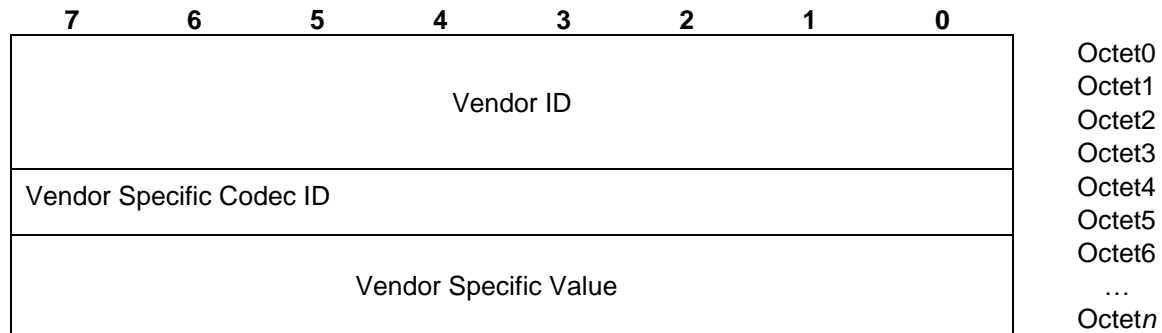 7 6 5 4 3 2 1 0
Octet0
Octet1
Vendor ID
Octet2
Octet3
Vendor Specific Codec ID
Octet4
Octet5
Octet6
Vendor Specific Value
…
Octetn